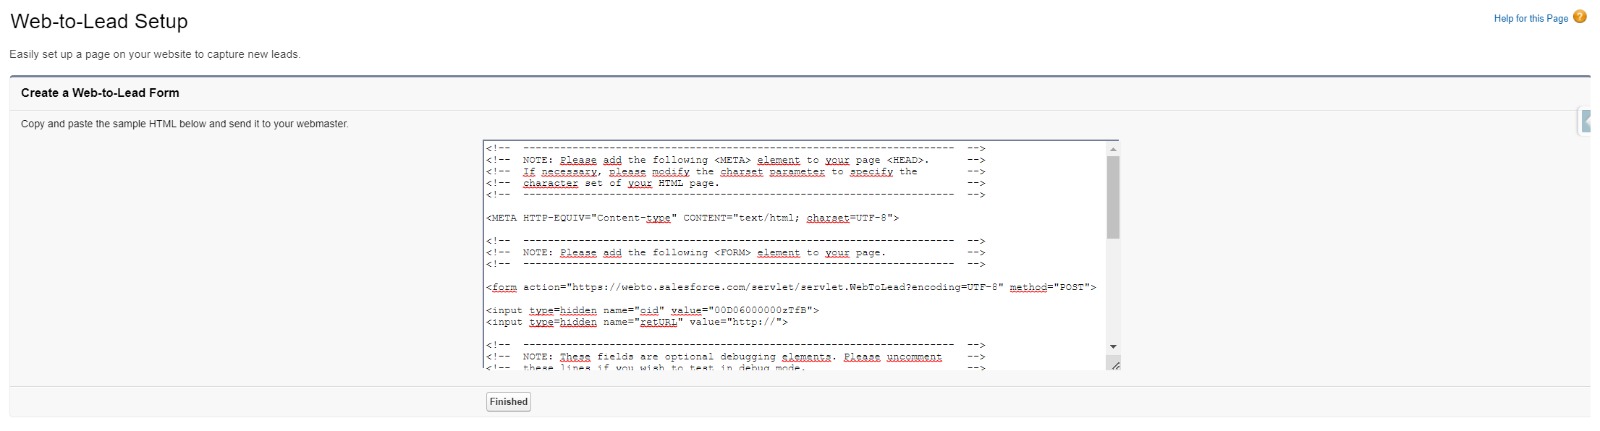 Web-to-Lead Setup
Help for this Page ?
Easily set up a page on your website to capture new leads.
Create a Web-to-Lead Form
Copy and paste the sample HTML below and send it to your webmaster.
<!--  ----------------------------------------------------------------------  -->
<!--  NOTE: Please add the following <META> element to your page <HEAD>.      -->
<!--  If necessary, please modify the charset parameter to specify the        -->
<!--  character set of your HTML page.                                        -->
<!--  ----------------------------------------------------------------------  -->
<META HTTP-EQUIV="Content-type" CONTENT="text/html; charset=UTF-8">
<!--  ----------------------------------------------------------------------  -->
<!--  NOTE: Please add the following <FORM> element to your page.             -->
<!--  ----------------------------------------------------------------------  -->
<form action="https://webto.salesforce.com/servlet/servlet.WebToLead?encoding=UTF-8" method="POST">
<input type=hidden name="oid" value="00D06000000zTfB">
<input type=hidden name="retURL" value="http://">
<!--  ----------------------------------------------------------------------  -->
<!--  NOTE: These fields are optional debugging elements. Please uncomment    -->
<!--  these lines if you wish to test in debug mode.                          -->
Finished